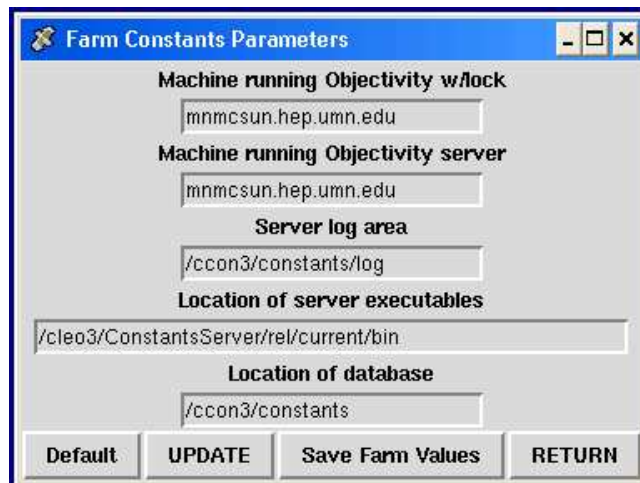 Farm Constants Parameters
Machine running Objectivity w/lock
mnmcsun.hep.umn.edu
Machine running Objectivity server
mnmcsun.hep.umn.edu
Server log area
/ccon3/constants/log
Location of server executables
/cleo3/ConstantsServer/rel/current/bin
Location of database
/ccon3/constants
Default UPDATE Save Farm Values RETURN